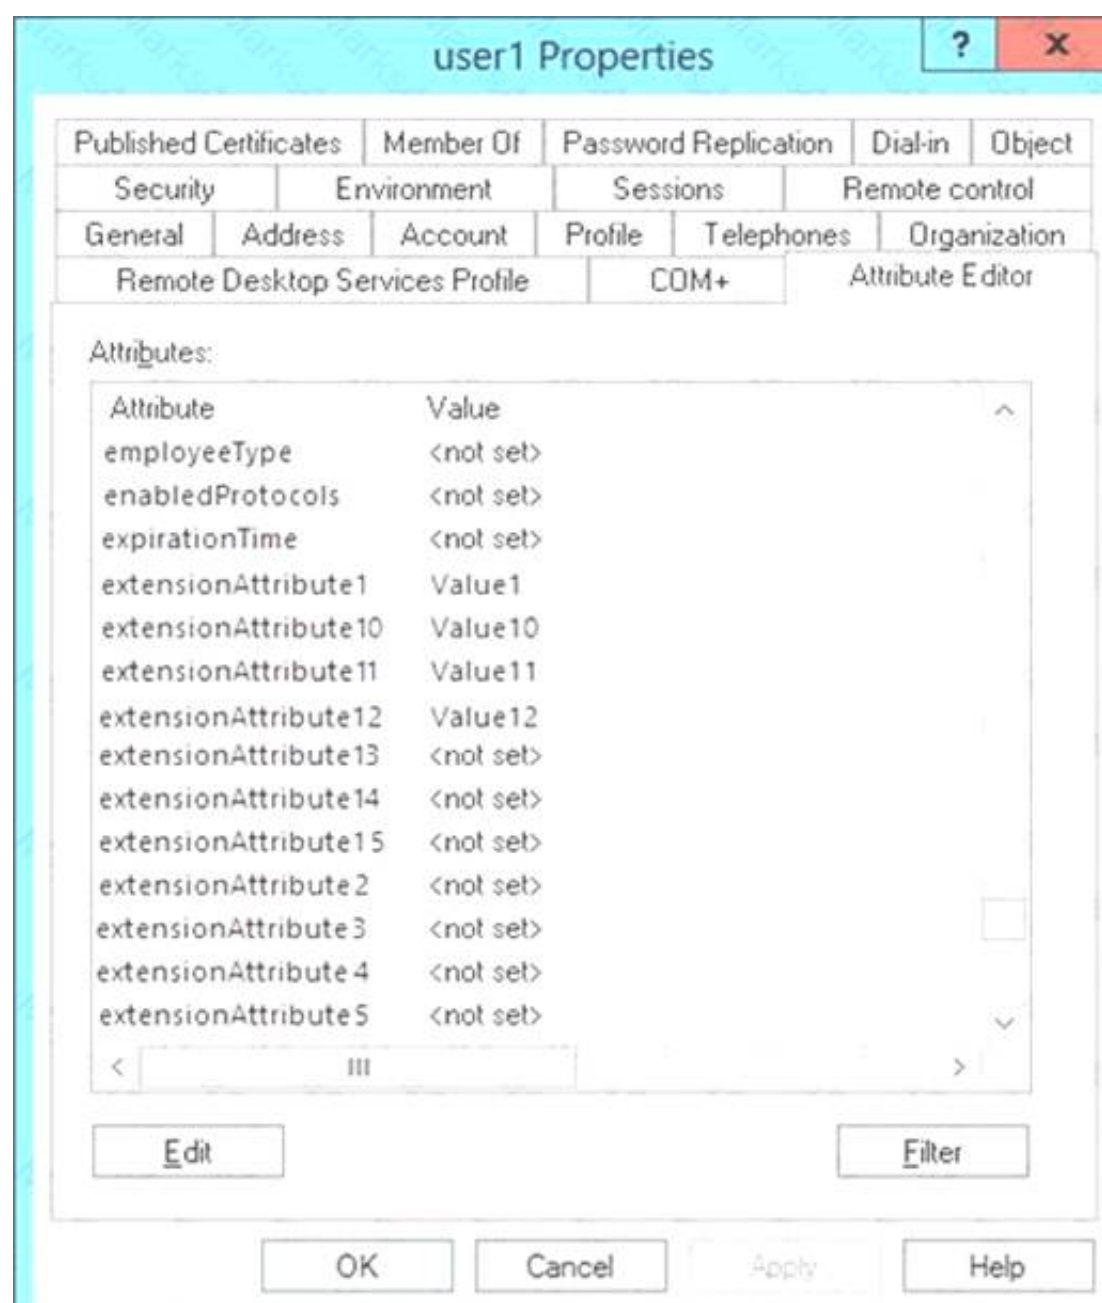 user1 Properties ? x
Published Certificates Member Of Password Replication Dial-in Object
Security Environment Sessions Remote control
General Address Account Profile Telephones Organization
Remote Desktop Services Profile COM+ Attribute Editor
Attributes:
Attribute Value
employeeType <not set>
enabledProtocols <not set>
expirationTime <not set>
extensionAttribute1 Value1
extensionAttribute10 Value10
extensionAttribute11 Value11
extensionAttribute12 Value12
extensionAttribute13 <not set>
extensionAttribute14 <not set>
extensionAttribute15 <not set>
extensionAttribute2 <not set>
extensionAttribute3 <not set>
extensionAttribute4 <not set>
extensionAttribute5 <not set>
Edit Filter
OK Cancel Apply Help